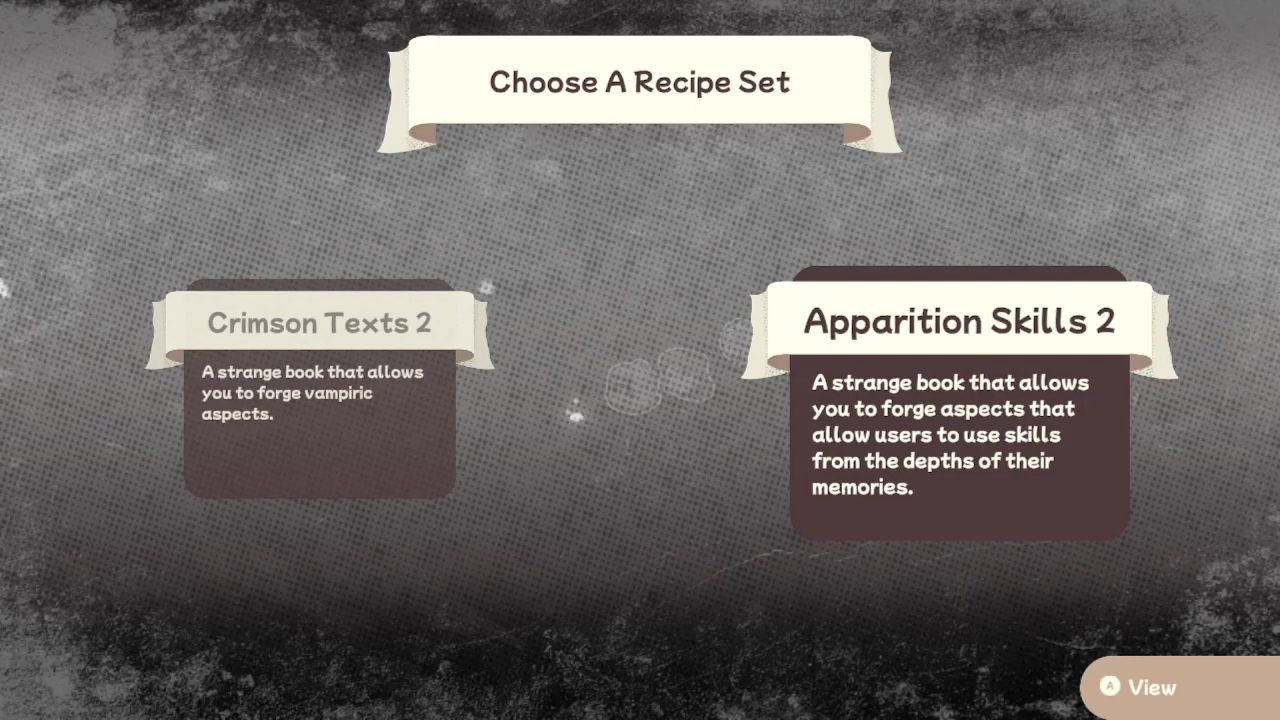 Choose A Recipe Set
Crimson Texts 2
A strange book that allows
you to forge vampiric
aspects.
Apparition Skills 2
A strange book that allows
you to forge aspects that
allow users to use skills
from the depths of their
memories.
A View